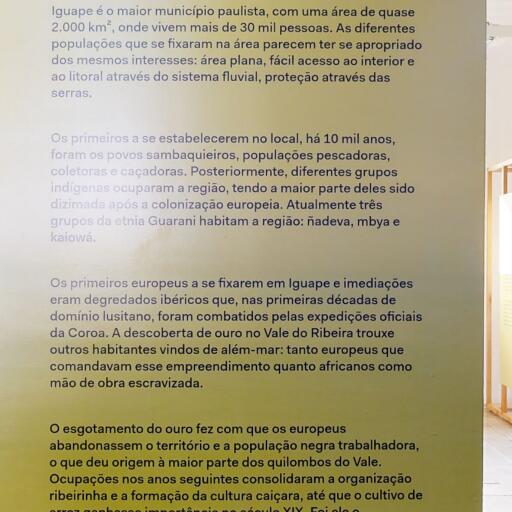 Iguape é o maior município paulista, com uma área de quase
2.000 km², onde vivem mais de 30 mil pessoas. As diferentes
populações que se fixaram na área parecem ter se apropriado
dos mesmos interesses: área plana, fácil acesso ao interior e
ao litoral através do sistema fluvial, proteção através das
serras.
Os primeiros a se estabelecerem no local, há 10 mil anos,
foram os povos sambaquieiros, populações pescadoras,
coletoras e caçadoras. Posteriormente, diferentes grupos
indígenas ocuparam a região, tendo a maior parte deles sido
dizimada após a colonização europeia. Atualmente três
grupos da etnia Guarani habitam a região: ñadeva, mbya e
kaiowá.
Os primeiros europeus a se fixarem em Iguape e imediações
eram degredados ibéricos que, nas primeiras décadas de
domínio lusitano, foram combatidos pelas expedições oficiais
da Coroa. A descoberta de ouro no Vale do Ribeira trouxe
outros habitantes vindos de além-mar: tanto europeus que
comandavam esse empreendimento quanto africanos como
mão de obra escravizada.
O esgotamento do ouro fez com que os europeus
abandonassem o território e a população negra trabalhadora,
o que deu origem à maior parte dos quilombos do Vale.
Ocupações nos anos seguintes consolidaram a organização
ribeirinha e a formação da cultura caiçara, até que o cultivo de
arroz ganhasse importância no século XIX. Foi ele o